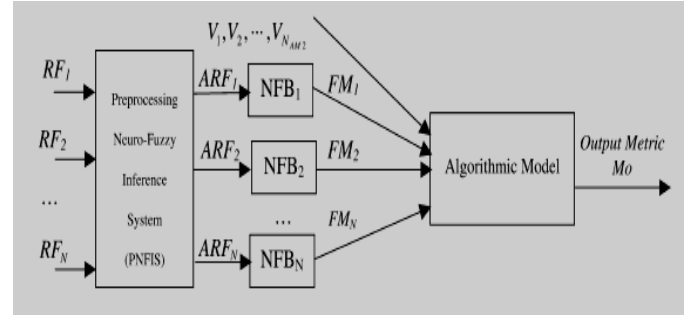 V1, V2, ···, VNAM2
RF1
RF2
...
RFN
Preprocessing
Neuro-Fuzzy
Inference
System
(PNFIS)
ARF1
ARF2
ARFN
NFB1
NFB2
...
NFBN
FM1
FM2
FMN
Algorithmic Model
Output Metric
Mo